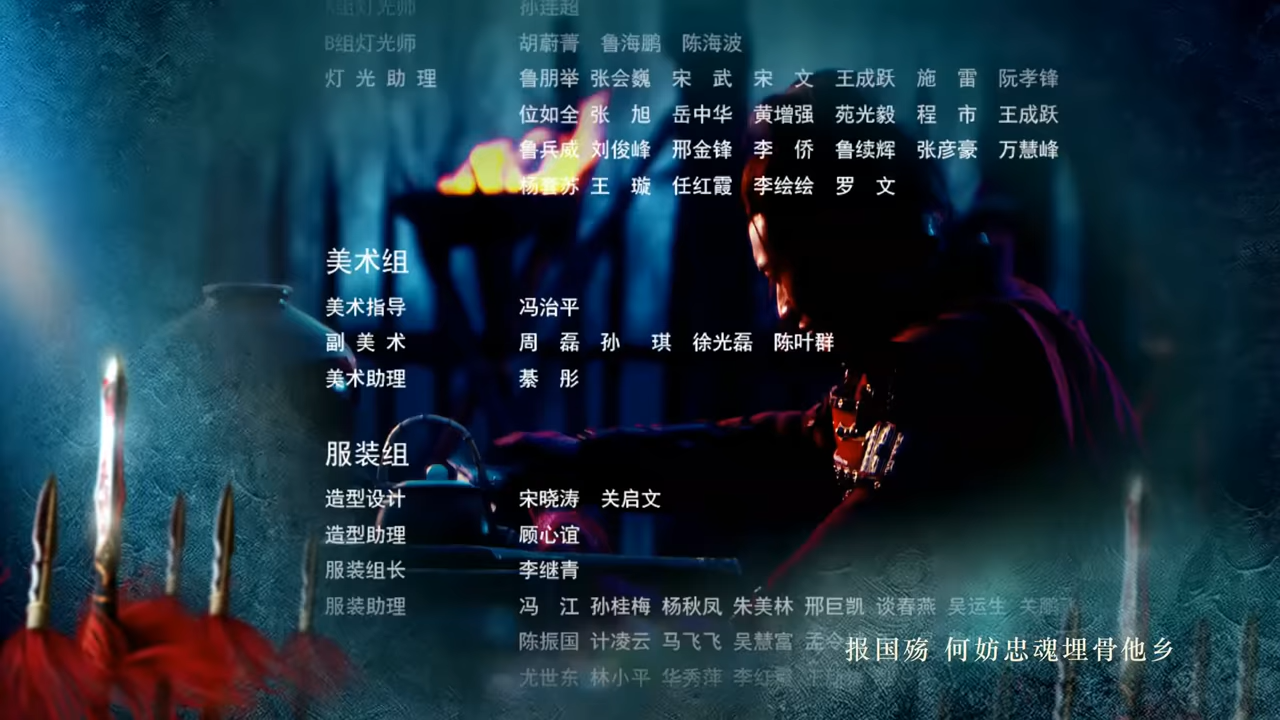 B组灯光师 胡蔚菁 鲁海鹏 陈海波
灯光助理 鲁朋举 张会巍 宋武 宋文 王成跃 施雷 阮孝锋
位如全 张旭 岳中华 黄增强 苑光毅 程市 王成跃
鲁兵威 刘俊峰 邢金锋 李侨 鲁续辉 张彦豪 万慧峰
杨喜苏 王璇 任红霞 李绘绘 罗文
美术组
美术指导 冯治平
副美术 周磊 孙琪 徐光磊 陈叶群
美术助理 綦彤
服装组
造型设计 宋晓涛 关启文
造型助理 顾心谊
服装组长 李继青
服装助理 冯江 孙桂梅 杨秋凤 朱美林 邢巨凯 谈春燕 吴运生
陈振国 计凌云 马飞飞 吴慧富
尤世东 林小平 华秀萍
报国殇 何妨忠魂埋骨他乡